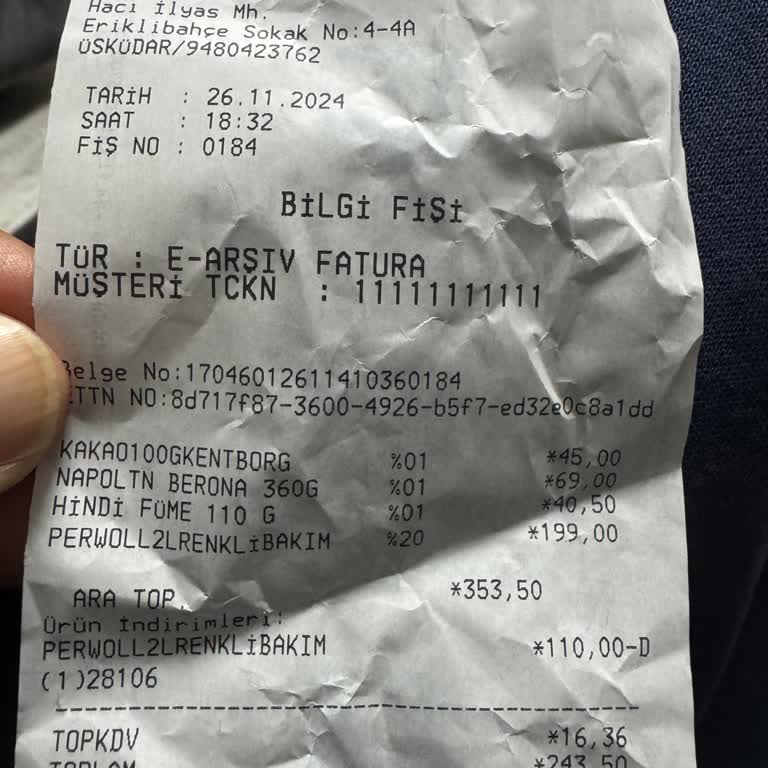 Hacı İlyas Mh.
Eriklibahçe Sokak No:4-4A
ÜSKÜDAR/9480423762
TARİH : 26.11.2024
SAAT : 18:32
FİŞ NO : 0184
BİLGİ FİŞİ
TÜR : E-ARŞIV FATURA
MÜŞTERİ TCKN : 11111111111
Belge No:17046012611410360184
ETTN NO:8d717f87-3600-4926-b5f7-ed32e0c8a1dd
KAKAO100GKENTBORG %01 *45,00
NAPOLTN BERONA 360G %01 *69,00
HİNDİ FÜME 110 G %01 *40,50
PERWOLL2LRENKLİBAKIM %20 *199,00
ARA TOP. *353,50
Ürün İndirimleri:
PERWOLL2LRENKLİBAKIM *110,00-D
(1)28106
TOPKDV *16,36
TOPLAM *243,50